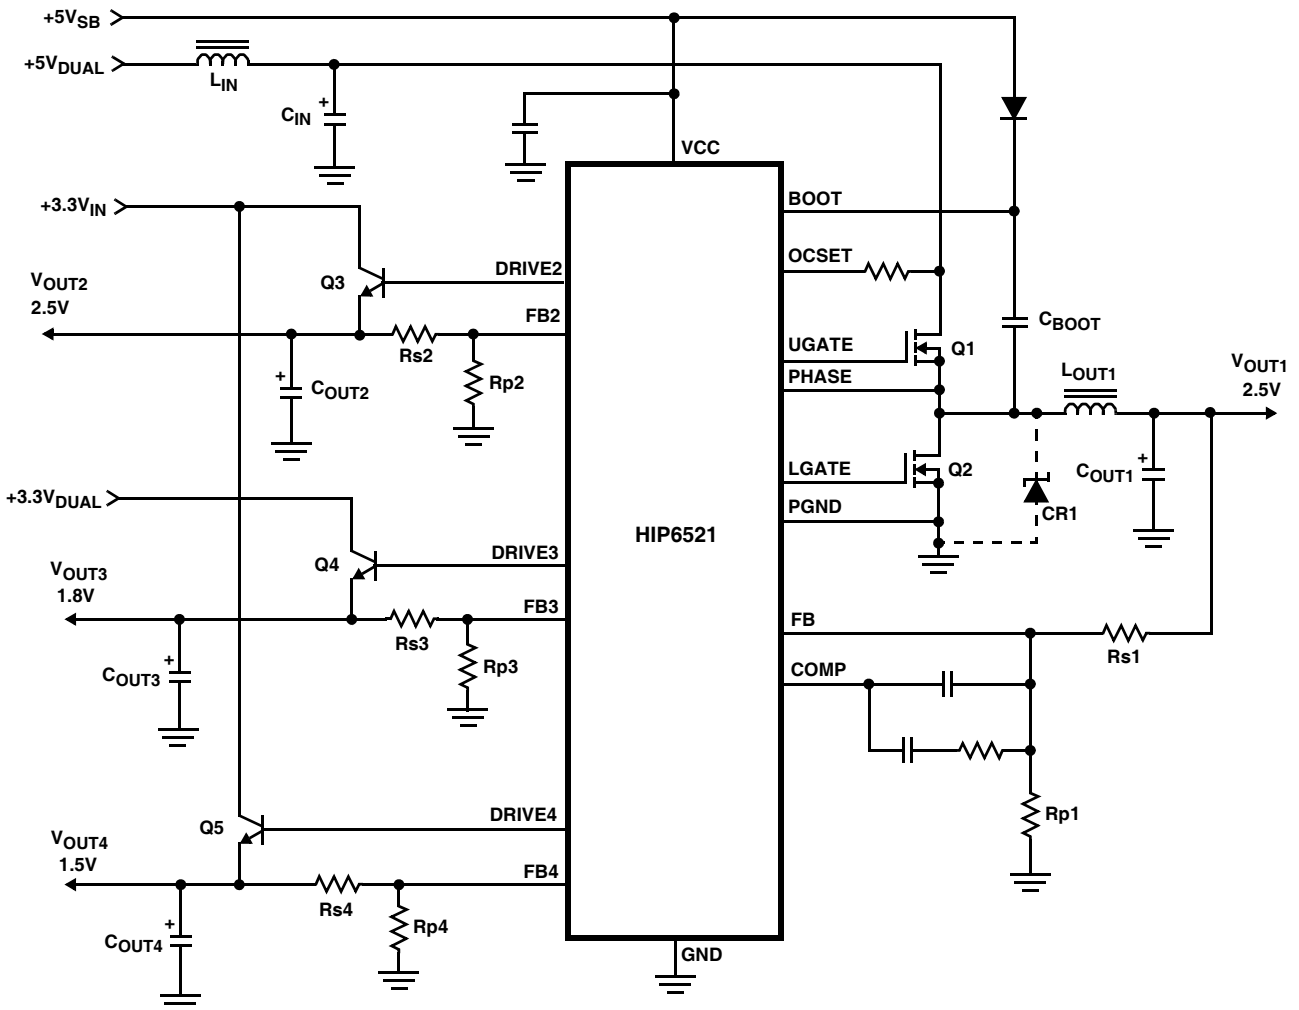 +5VSB
+5VDUAL
LIN
+
CIN
VCC
+3.3VIN
BOOT
OCSET
DRIVE2
Q3
VOUT2
2.5V
FB2
Rs2
+
COUT2
Rp2
CBOOT
UGATE
Q1
PHASE
LOUT1
VOUT1
2.5V
LGATE
Q2
+
COUT1
PGND
CR1
+3.3VDUAL
HIP6521
DRIVE3
Q4
VOUT3
1.8V
FB3
Rs3
+
COUT3
Rp3
FB
Rs1
COMP
Rp1
DRIVE4
Q5
VOUT4
1.5V
FB4
Rs4
+
COUT4
Rp4
GND